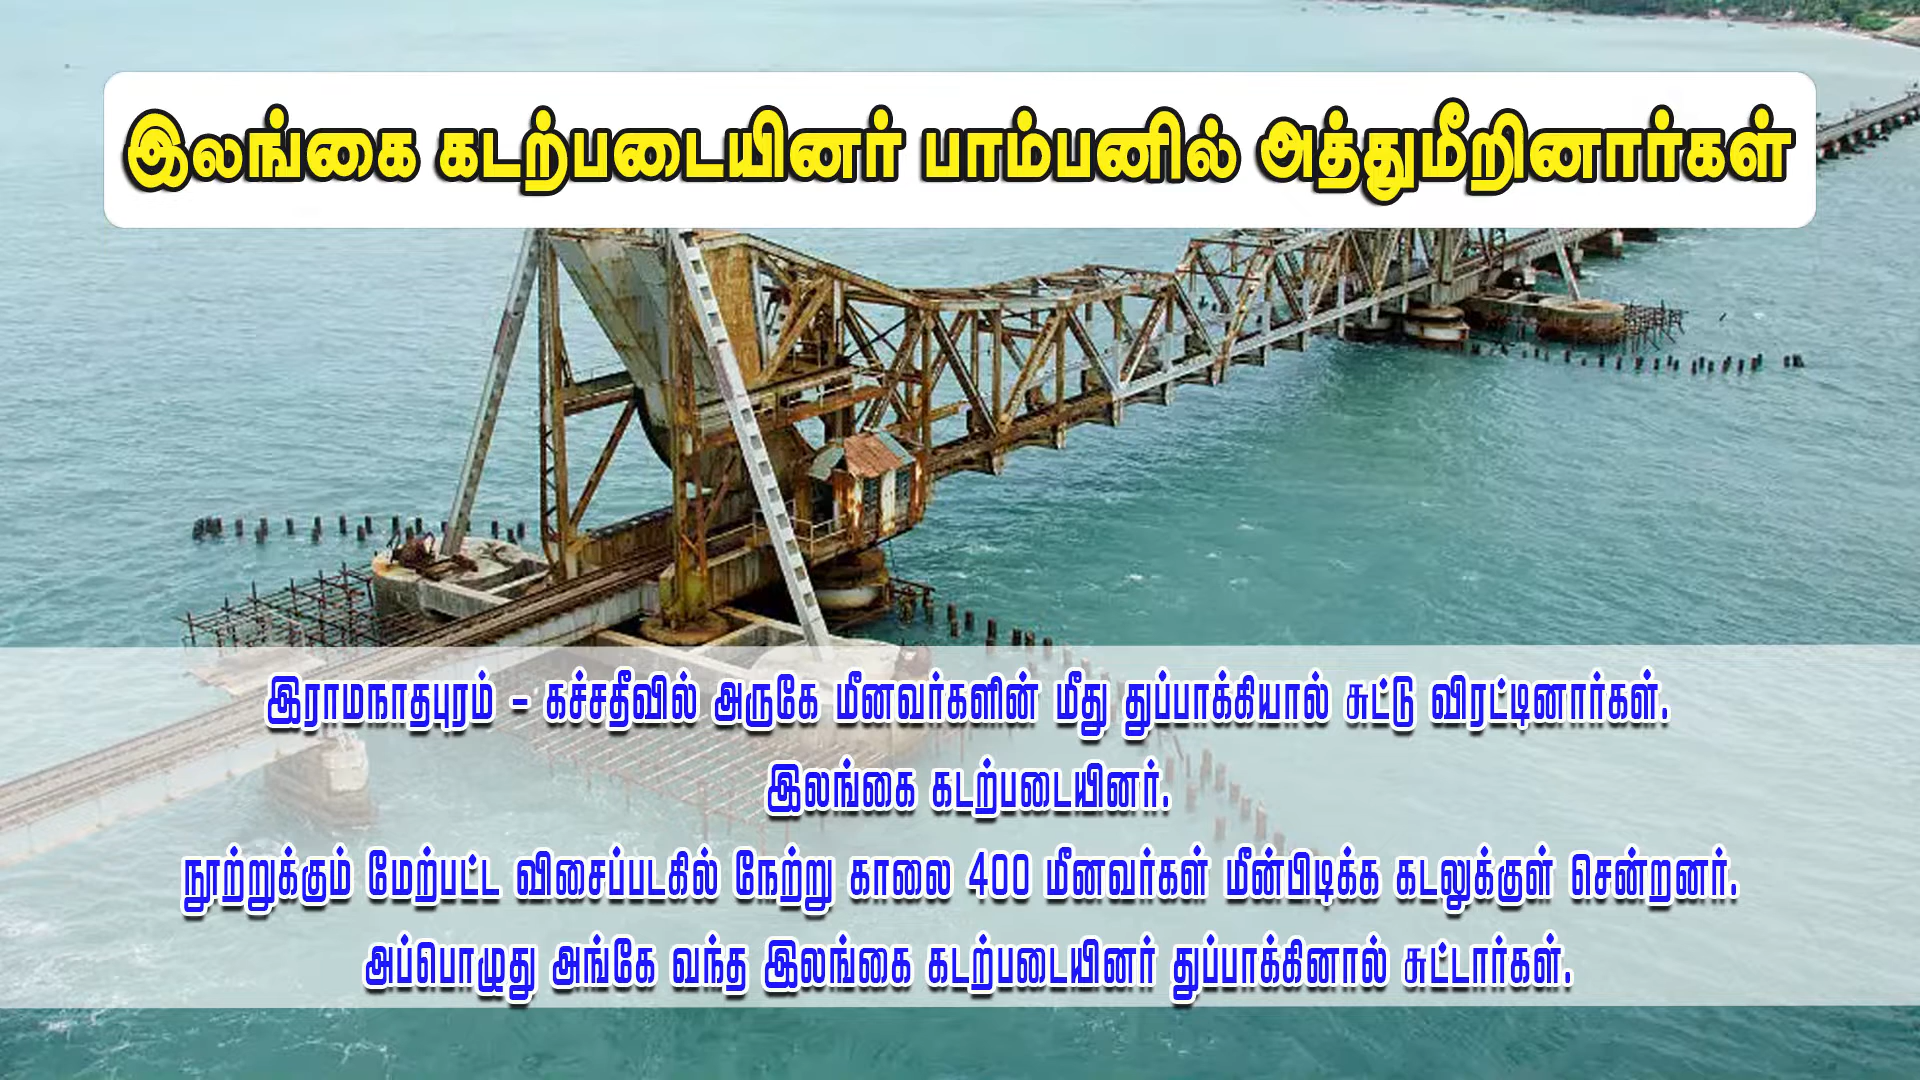 இலங்கை கடற்படையினர் பாம்பனில் அத்துமீறினார்கள்
இராமநாதபுரம் - கச்சதீவில் அருகே மீனவர்களின் மீது துப்பாக்கியால் சுட்டு விரட்டினார்கள்.
இலங்கை கடற்படையினர்.
நூற்றுக்கும் மேற்பட்ட விசைப்படகில் நேற்று காலை 400 மீனவர்கள் மீன்பிடிக்க கடலுக்குள் சென்றனர்.
அப்பொழுது அங்கே வந்த இலங்கை கடற்படையினர் துப்பாக்கினால் சுட்டார்கள்.